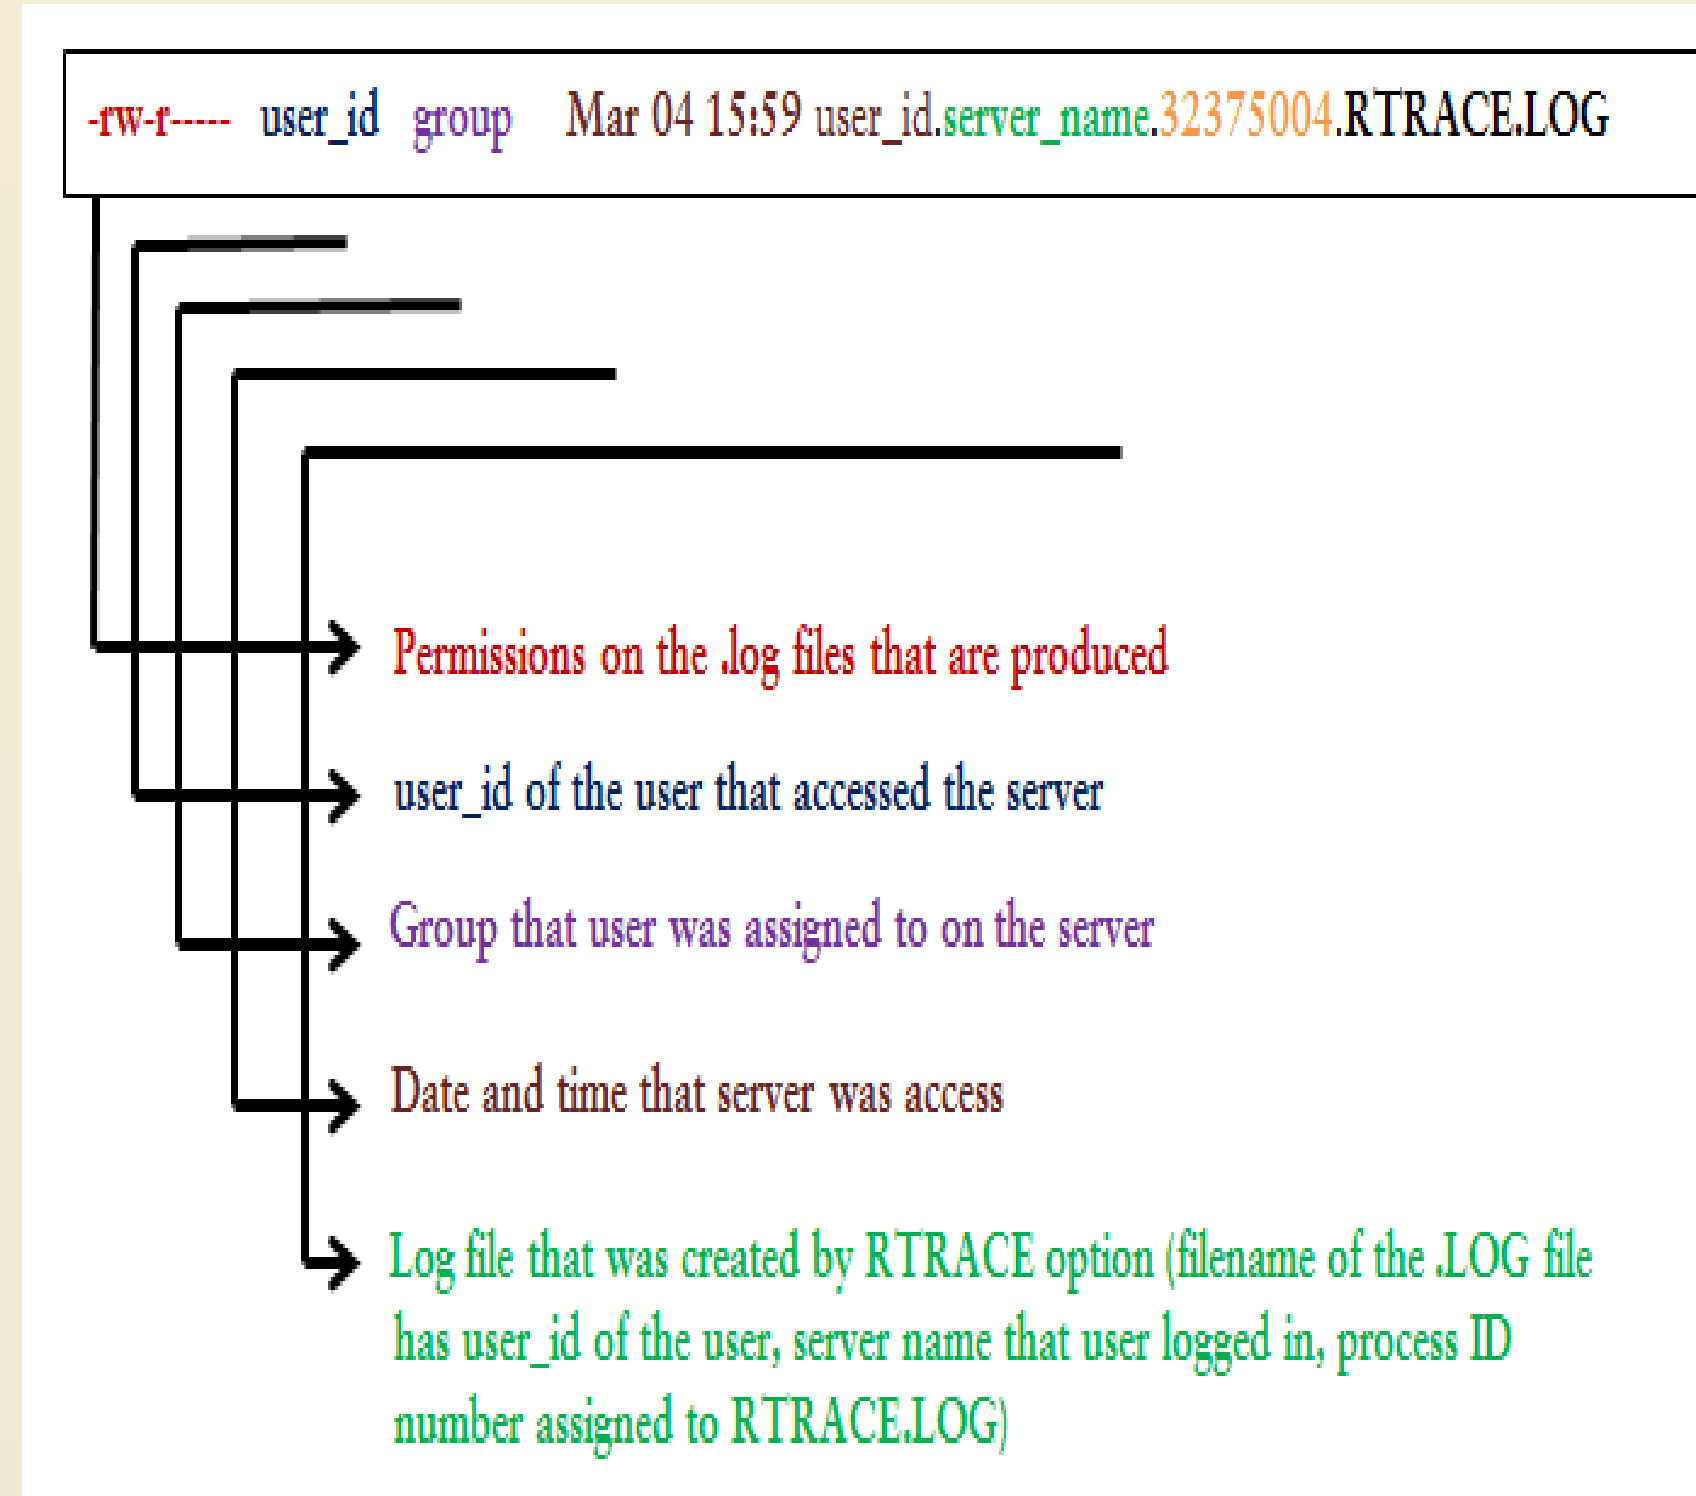 -rw-r----- user_id group Mar 04 15:59 user_id.server_name.32375004.RTRACE.LOG
Permissions on the .log files that are produced
user_id of the user that accessed the server
Group that user was assigned to on the server
Date and time that server was access
Log file that was created by RTRACE option (filename of the .LOG file
has user_id of the user, server name that user logged in, process ID
number assigned to RTRACE.LOG)